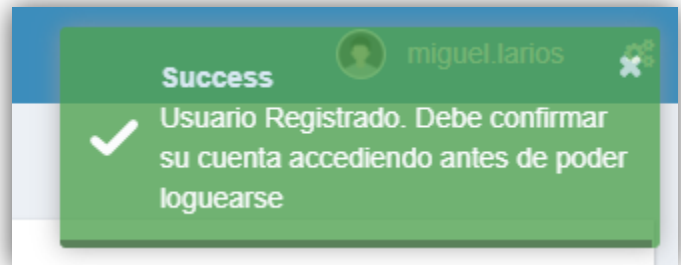 miguel.larios
Success
Usuario Registrado. Debe confirmar
su cuenta accediendo antes de poder
loguearse